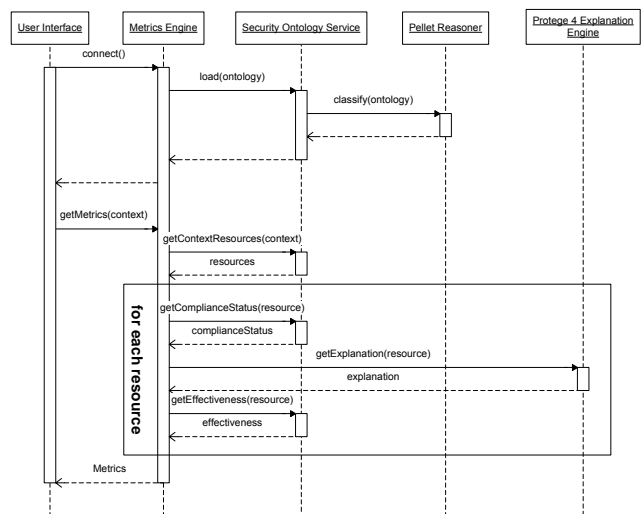 User Interface
Metrics Engine
Security Ontology Service
Pellet Reasoner
Protege 4 Explanation
Engine
connect()
load(ontology)
classify(ontology)
getMetrics(context)
getContextResources(context)
resources
for each resource
getComplianceStatus(resource)
complianceStatus
getExplanation(resource)
explanation
getEffectiveness(resource)
effectiveness
Metrics